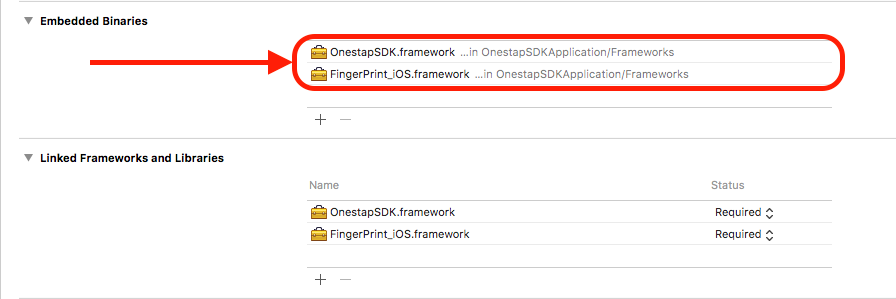 Embedded Binaries
OnestapSDK.framework ...in OnestapSDKApplication/Frameworks
FingerPrint_iOS.framework ...in OnestapSDKApplication/Frameworks
Linked Frameworks and Libraries
Name Status
OnestapSDK.framework Required
FingerPrint_iOS.framework Required